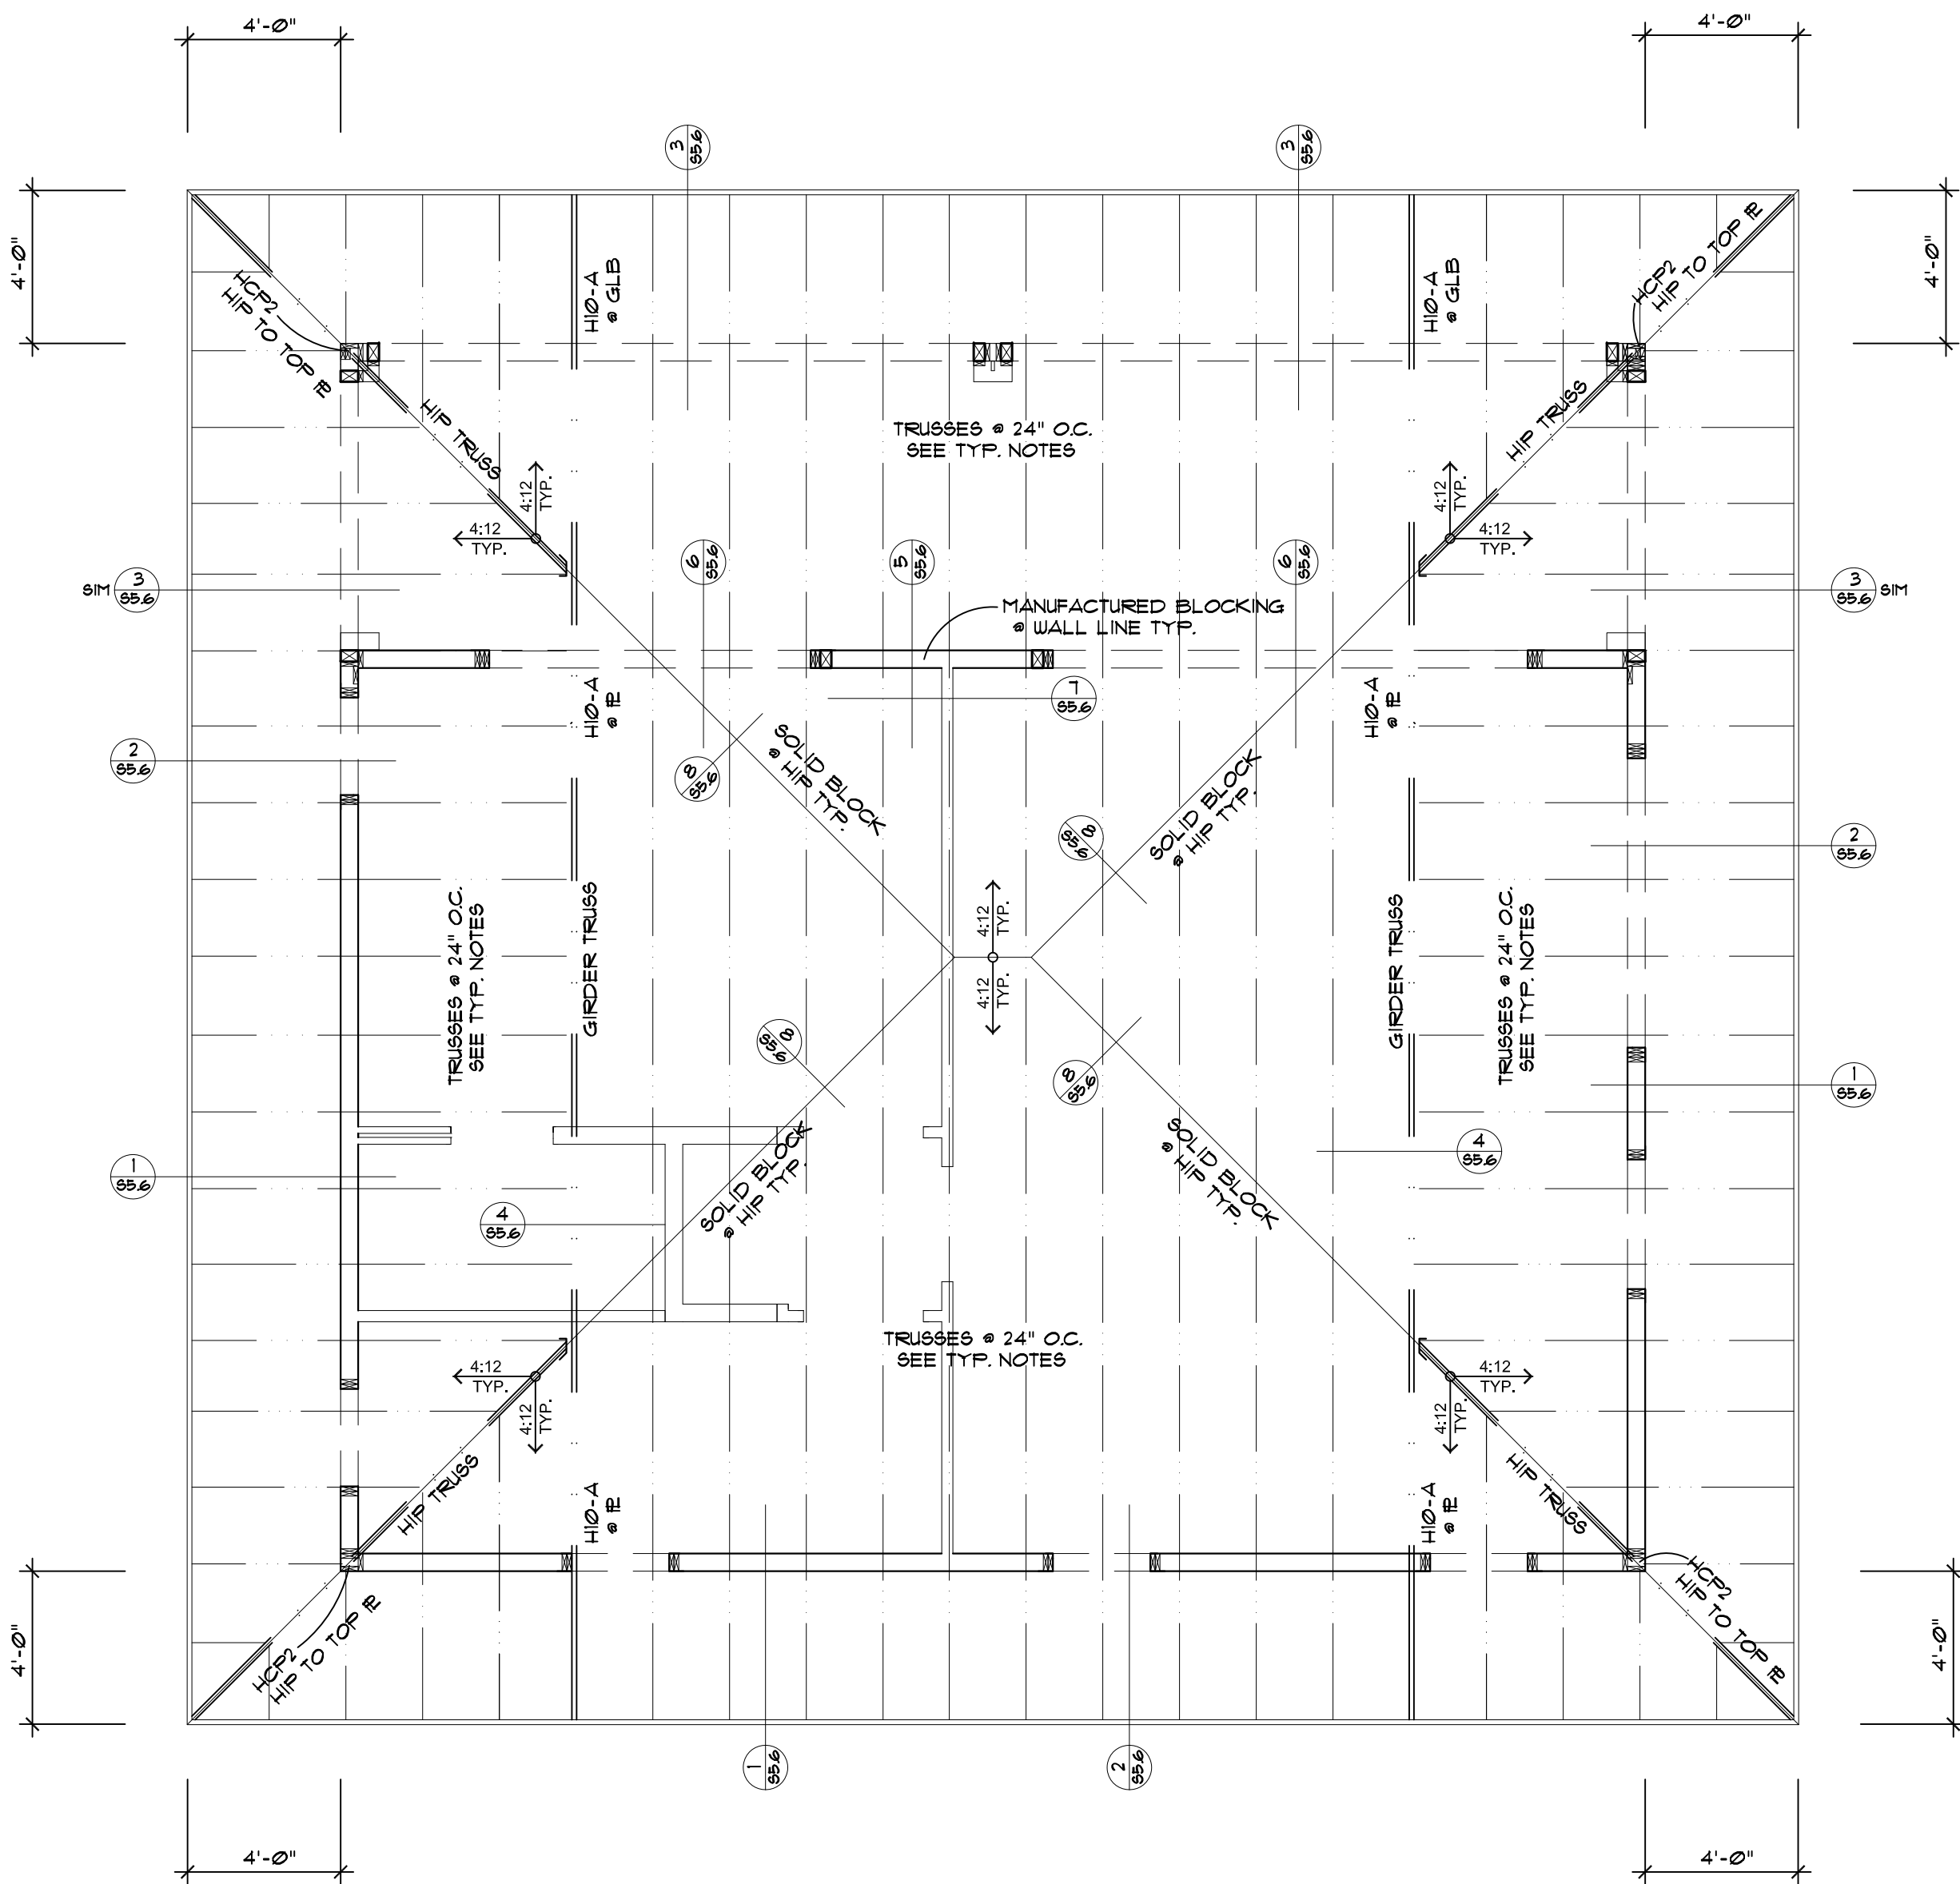 4'-0"
4'-0"
4'-0"
4'-0"
3
S5.6
3
S5.6
HCP2
HIP TO TOP PL
H10-A
@ GLB
H10-A
@ GLB
HCP2
HIP TO TOP PL
HIP TRUSS
TRUSSES @ 24" O.C.
SEE TYP. NOTES
HIP TRUSS
4:12
TYP.
4:12
TYP.
4:12
TYP.
4:12
TYP.
SIM
3
S5.6
6
S5.6
5
S5.6
6
S5.6
3
S5.6
SIM
MANUFACTURED BLOCKING
@ WALL LINE TYP.
H10-A
@ PL
7
S5.6
H10-A
@ PL
2
S5.6
8
S5.6
SOLID BLOCK
@ HIP TYP.
SOLID BLOCK
@ HIP TYP.
8
S5.6
2
S5.6
TRUSSES @ 24" O.C.
SEE TYP. NOTES
GIRDER TRUSS
4:12
TYP.
4:12
TYP.
GIRDER TRUSS
TRUSSES @ 24" O.C.
SEE TYP. NOTES
8
S5.6
8
S5.6
1
S5.6
1
S5.6
4
S5.6
SOLID BLOCK
@ HIP TYP.
SOLID BLOCK
@ HIP TYP.
4
S5.6
TRUSSES @ 24" O.C.
SEE TYP. NOTES
4:12
TYP.
4:12
TYP.
4:12
TYP.
4:12
TYP.
HIP TRUSS
H10-A
@ PL
H10-A
@ PL
HIP TRUSS
HCP2
HIP TO TOP PL
HCP2
HIP TO TOP PL
4'-0"
4'-0"
1
S5.6
2
S5.6
4'-0"
4'-0"